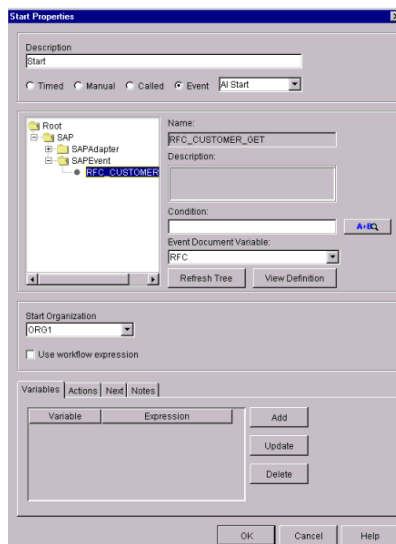 Start Properties
Description
Start
Timed Manual Called Event AI Start
Root
SAP
SAPAdapter
SAPEvent
RFC_CUSTOMER
Name:
RFC_CUSTOMER_GET
Description:
Condition:
A+B
Event Document Variable:
RFC
Refresh Tree View Definition
Start Organization
ORG1
Use workflow expression
Variables Actions Next Notes
Variable Expression
Add
Update
Delete
OK Cancel Help